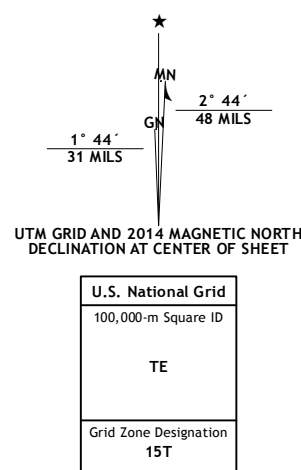 ★
MN
GN
2° 44´
48 MILS
1° 44´
31 MILS
UTM GRID AND 2014 MAGNETIC NORTH
DECLINATION AT CENTER OF SHEET
U.S. National Grid
100,000-m Square ID
TE
Grid Zone Designation
15T